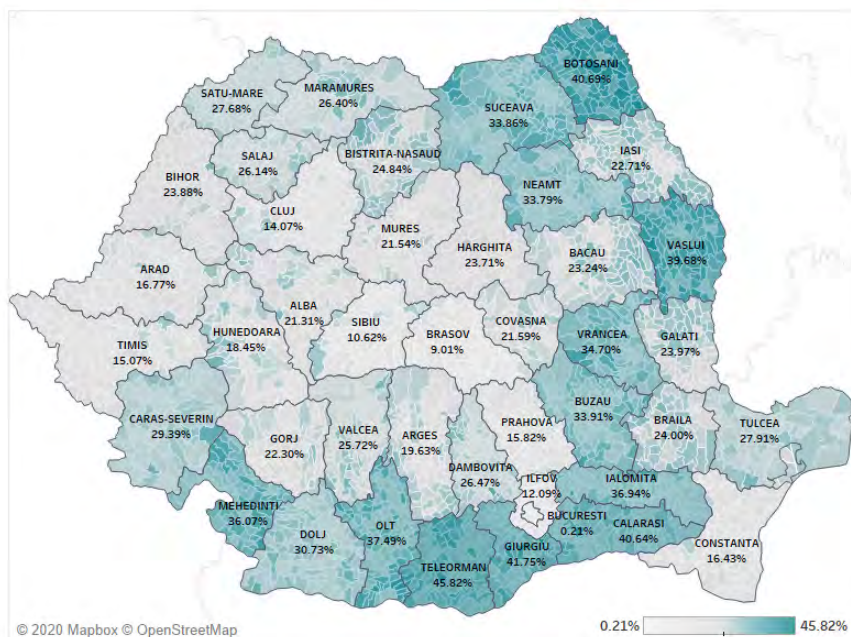 BOTOSANI
40.69%
SATU-MARE
27.68%
MARAMURES
26.40%
SUCEAVA
33.86%
IASI
22.71%
SALAJ
26.14%
BISTRITA-NASAUD
24.84%
BIHOR
23.88%
NEAMT
33.79%
CLUJ
14.07%
MURES
21.54%
HARGHITA
23.71%
BACAU
23.24%
VASLUI
39.68%
ARAD
16.77%
ALBA
21.31%
SIBIU
10.62%
BRASOV
9.01%
COVASNA
21.59%
TIMIS
15.07%
HUNEDOARA
18.45%
VRANCEA
34.70%
GALATI
23.97%
CARAS-SEVERIN
29.39%
GORJ
22.30%
VALCEA
25.72%
ARGES
19.63%
PRAHOVA
15.82%
BUZAU
33.91%
BRAILA
24.00%
TULCEA
27.91%
DAMBOVITA
26.47%
ILFOV
12.09%
IALOMITA
36.94%
MEHEDINTI
36.07%
DOLJ
30.73%
OLT
37.49%
BUCURESTI
0.21%
CALARASI
40.64%
GIURGIU
41.75%
CONSTANTA
16.43%
TELEORMAN
45.82%
© 2020 Mapbox © OpenStreetMap
0.21% 45.82%